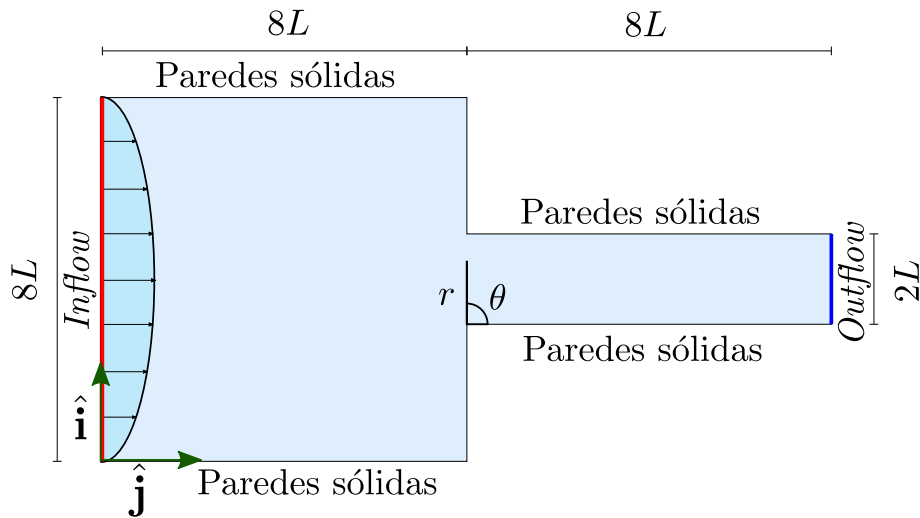 8L
8L
Paredes sólidas
8L
Inflow
Paredes sólidas
Outflow
2L
r
θ
Paredes sólidas
î
ĵ
Paredes sólidas